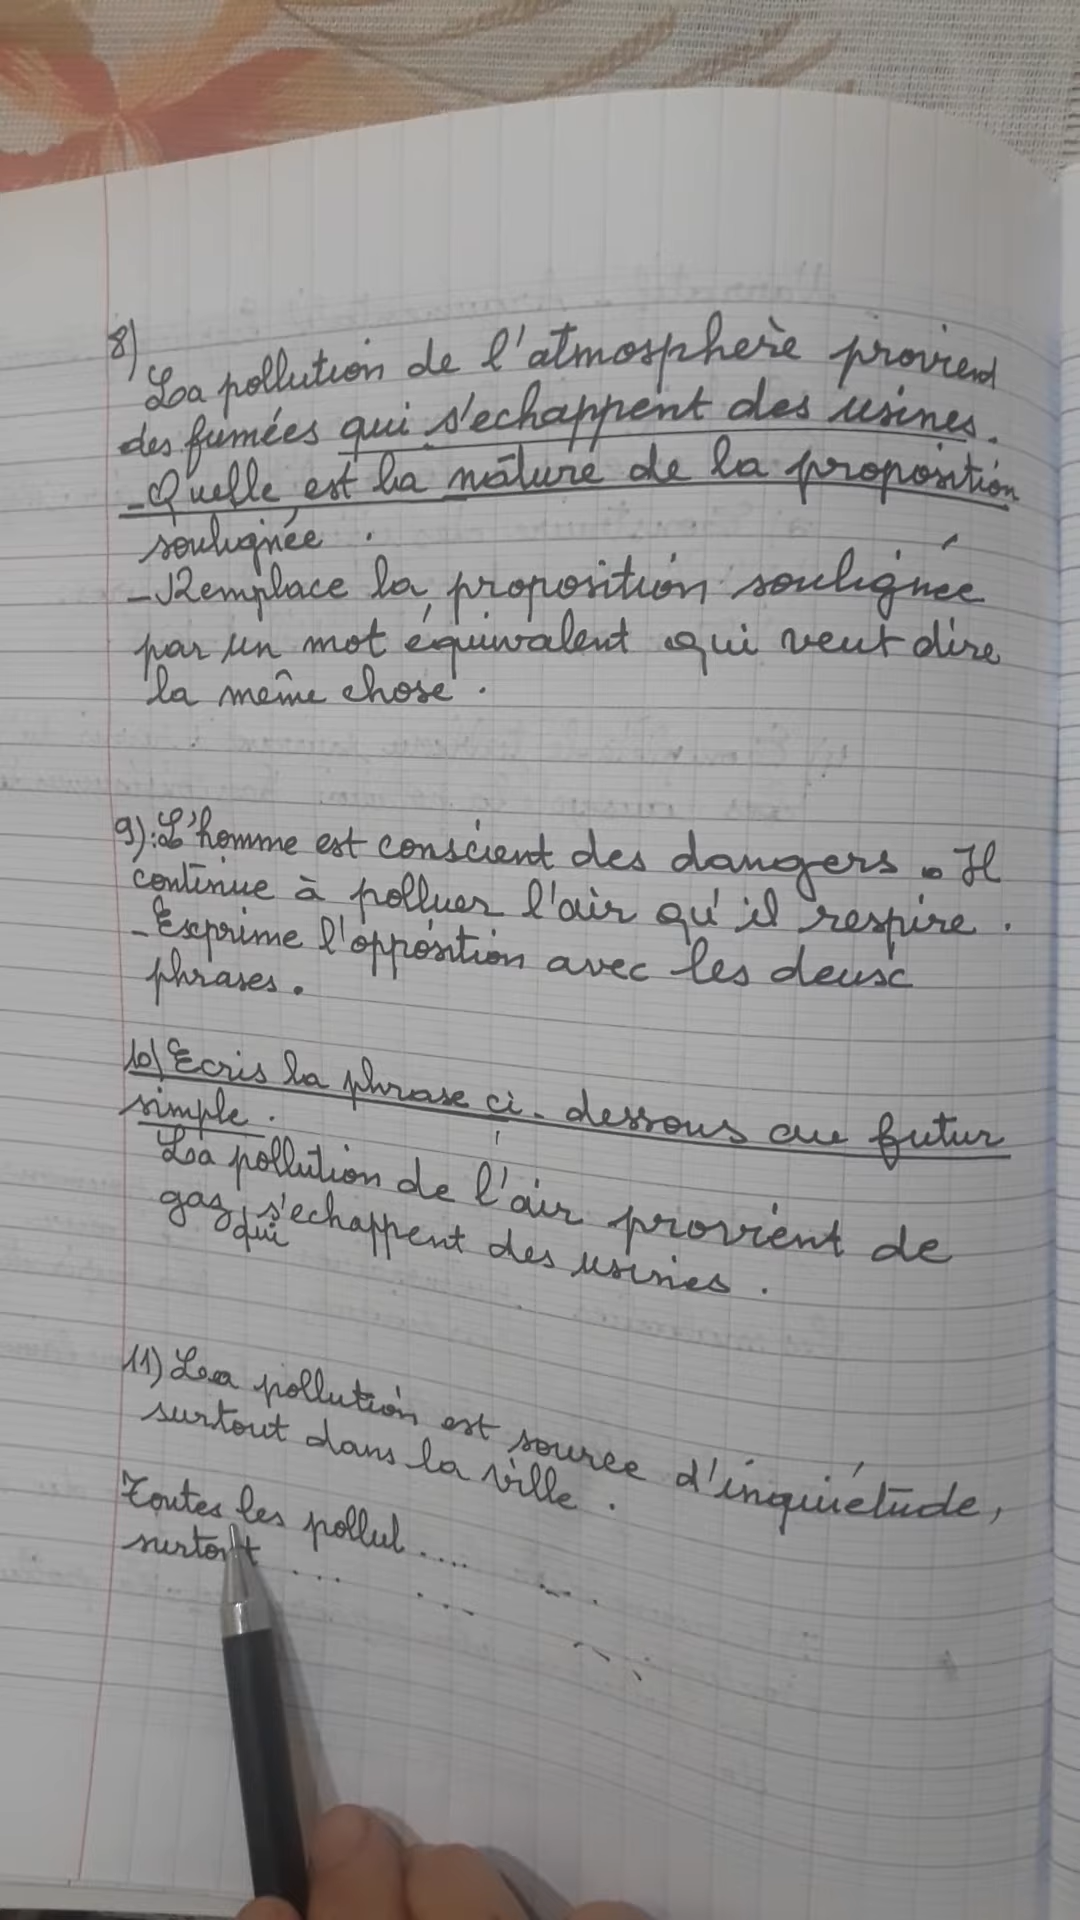 8)
La pollution de l'atmosphère provient
des fumées qui s'echappent des usines.
- Quelle est la nature de la proposition
soulignée.
- Remplace la proposition soulignée
par un mot équivalent qui veut dire
la même chose.
9): L'homme est conscient des dangers. Il
continue à polluer l'air qu'il respire.
- Exprime l'opposition avec les deux
phrases.
10) Ecris la phrase ci-dessous au futur
simple.
La pollution de l'air provient de
gaz qui s'echappent des usines.
11) La pollution est source d'inquiétude,
surtout dans la ville.
Toutes les pollut.... ....
surtout ... ... ....